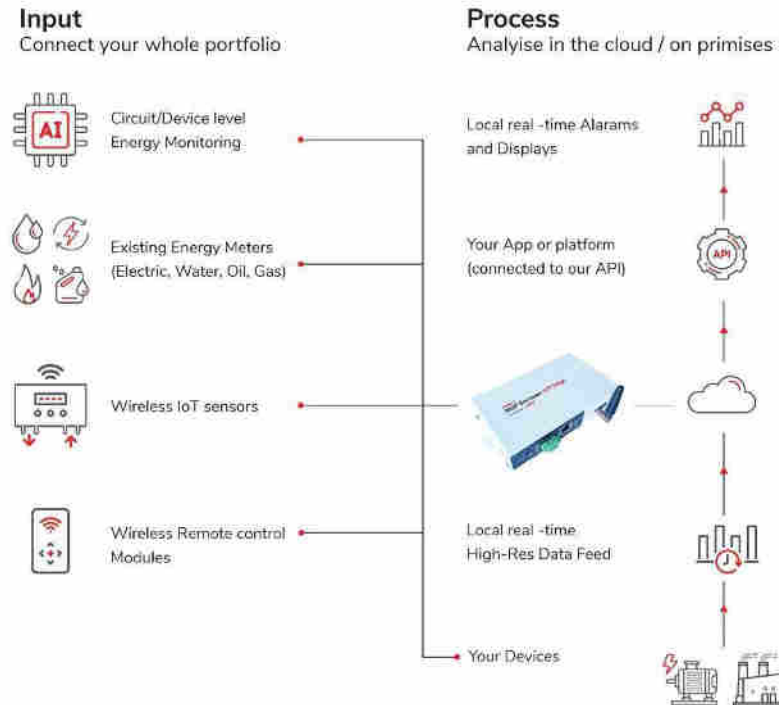 Input
Connect your whole portfolio
Circuit/Device level
Energy Monitoring
Existing Energy Meters
(Electric, Water, Oil, Gas)
Wireless IoT sensors
Wireless Remote control
Modules
Process
Analyise in the cloud / on primises
Local real -time Alarams
and Displays
Your App or platform
(connected to our API)
Local real -time
High-Res Data Feed
Your Devices
AI
API